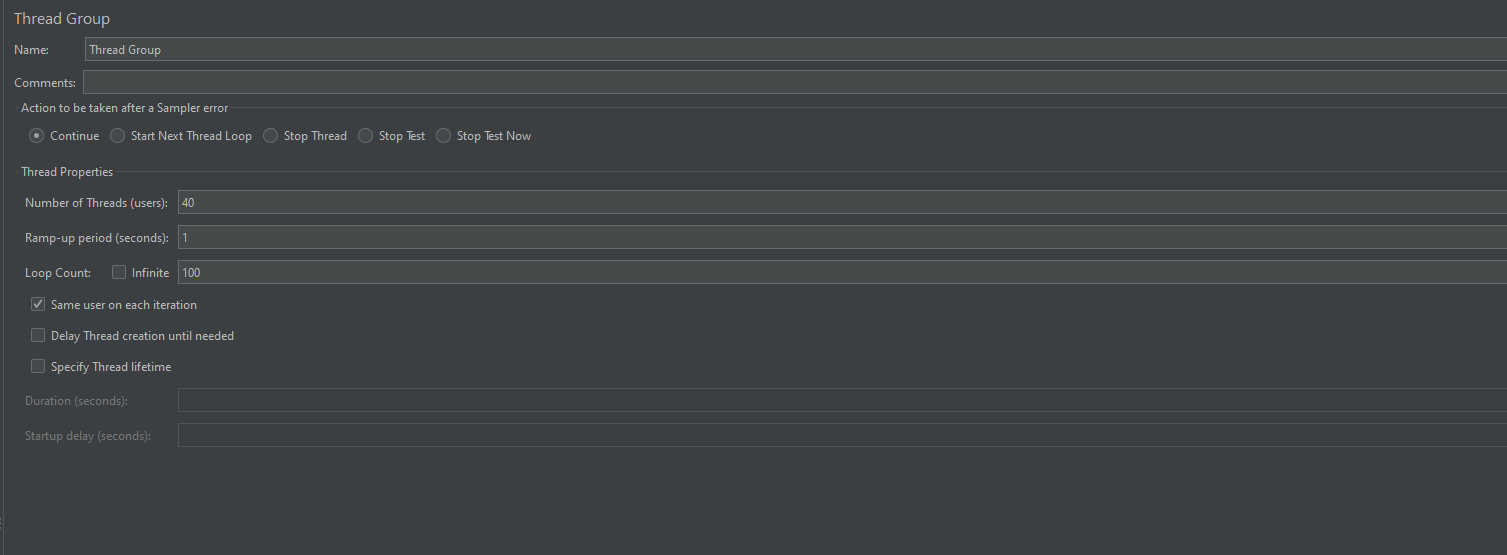 Thread Group
Name: Thread Group
Comments:
Action to be taken after a Sampler error
Continue Start Next Thread Loop Stop Thread Stop Test Stop Test Now
Thread Properties
Number of Threads (users): 40
Ramp-up period (seconds): 1
Loop Count: Infinite 100
Same user on each iteration
Delay Thread creation until needed
Specify Thread lifetime
Duration (seconds):
Startup delay (seconds):